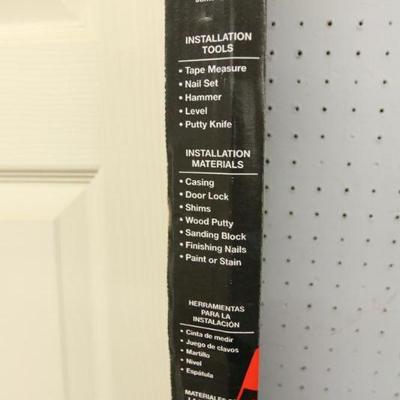 INSTALLATION
TOOLS
• Tape Measure
• Nail Set
• Hammer
• Level
• Putty Knife
INSTALLATION
MATERIALS
• Casing
• Door Lock
• Shims
• Wood Putty
• Sanding Block
• Finishing Nails
• Paint or Stain
HERRAMIENTAS
PARA LA
INSTALACIÓN
• Cinta de medir
• Juego de clavos
• Martillo
• Nivel
• Espátula
MATERIALES